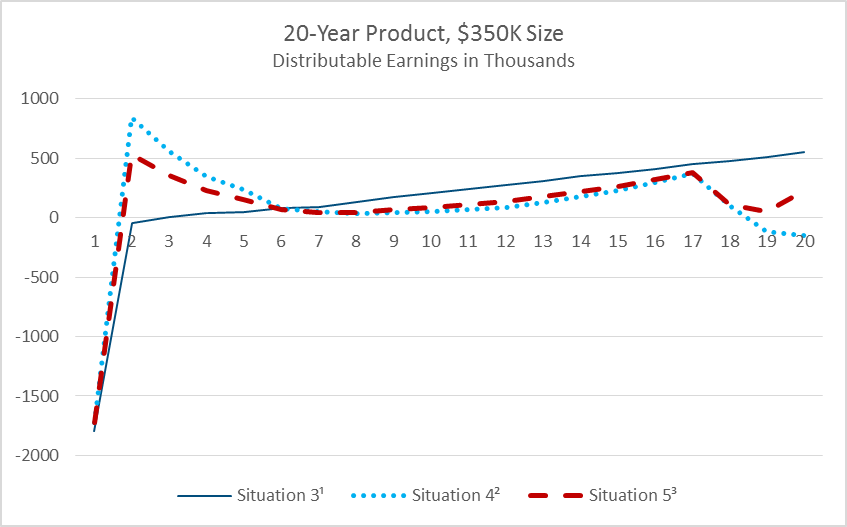 20-Year Product, $350K Size
Distributable Earnings in Thousands
1000
500
0
1 2 3 4 5 6 7 8 9 10 11 12 13 14 15 16 17 18 19 20
-500
-1000
-1500
-2000
Situation 3¹ Situation 4² Situation 5³